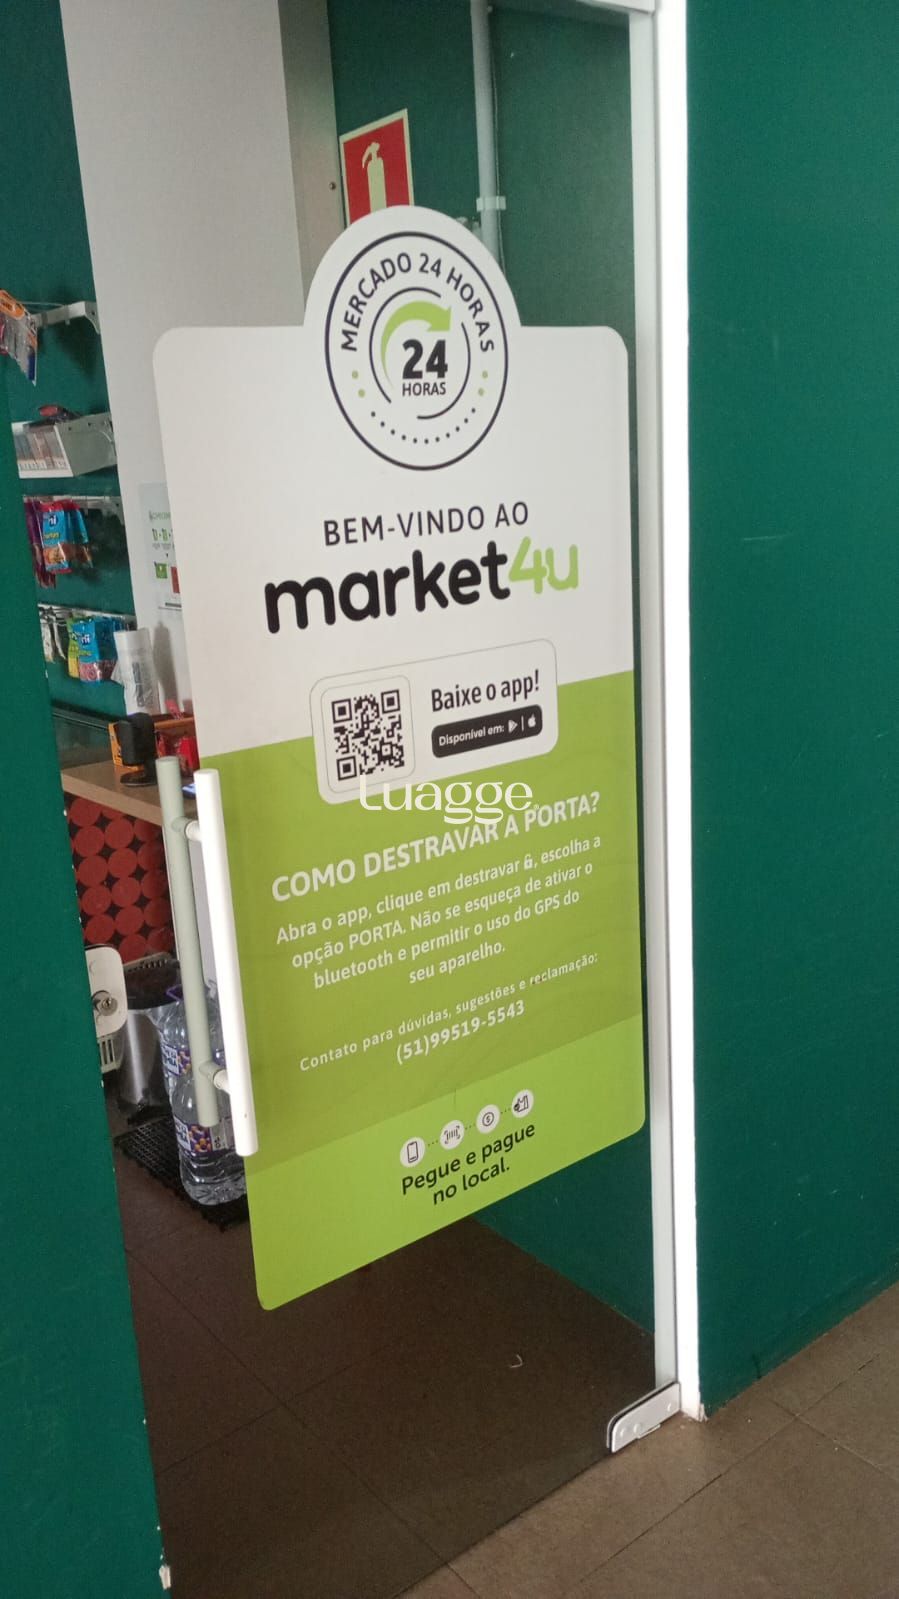 MERCADO 24 HORAS
24
HORAS
BEM-VINDO AO
market4u
Baixe o app!
Disponível em:
Luagge
COMO DESTRAVAR A PORTA?
Abra o app, clique em destravar, escolha a
opção PORTA. Não se esqueça de ativar o
bluetooth e permitir o uso do GPS do
seu aparelho.
Contato para dúvidas, sugestões e reclamação:
(51)99519-5543
Pegue e pague
no local.